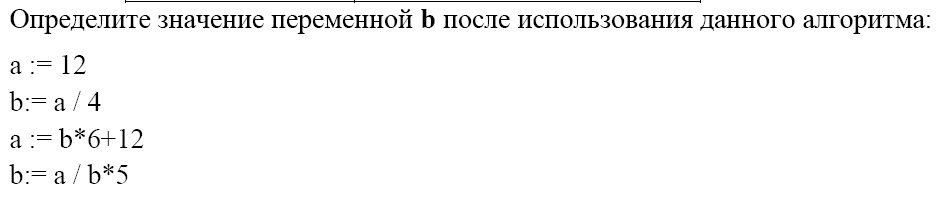 Определите значение переменной b после использования данного алгоритма:
a := 12
b:= a / 4
a := b*6+12
b:= a / b*5